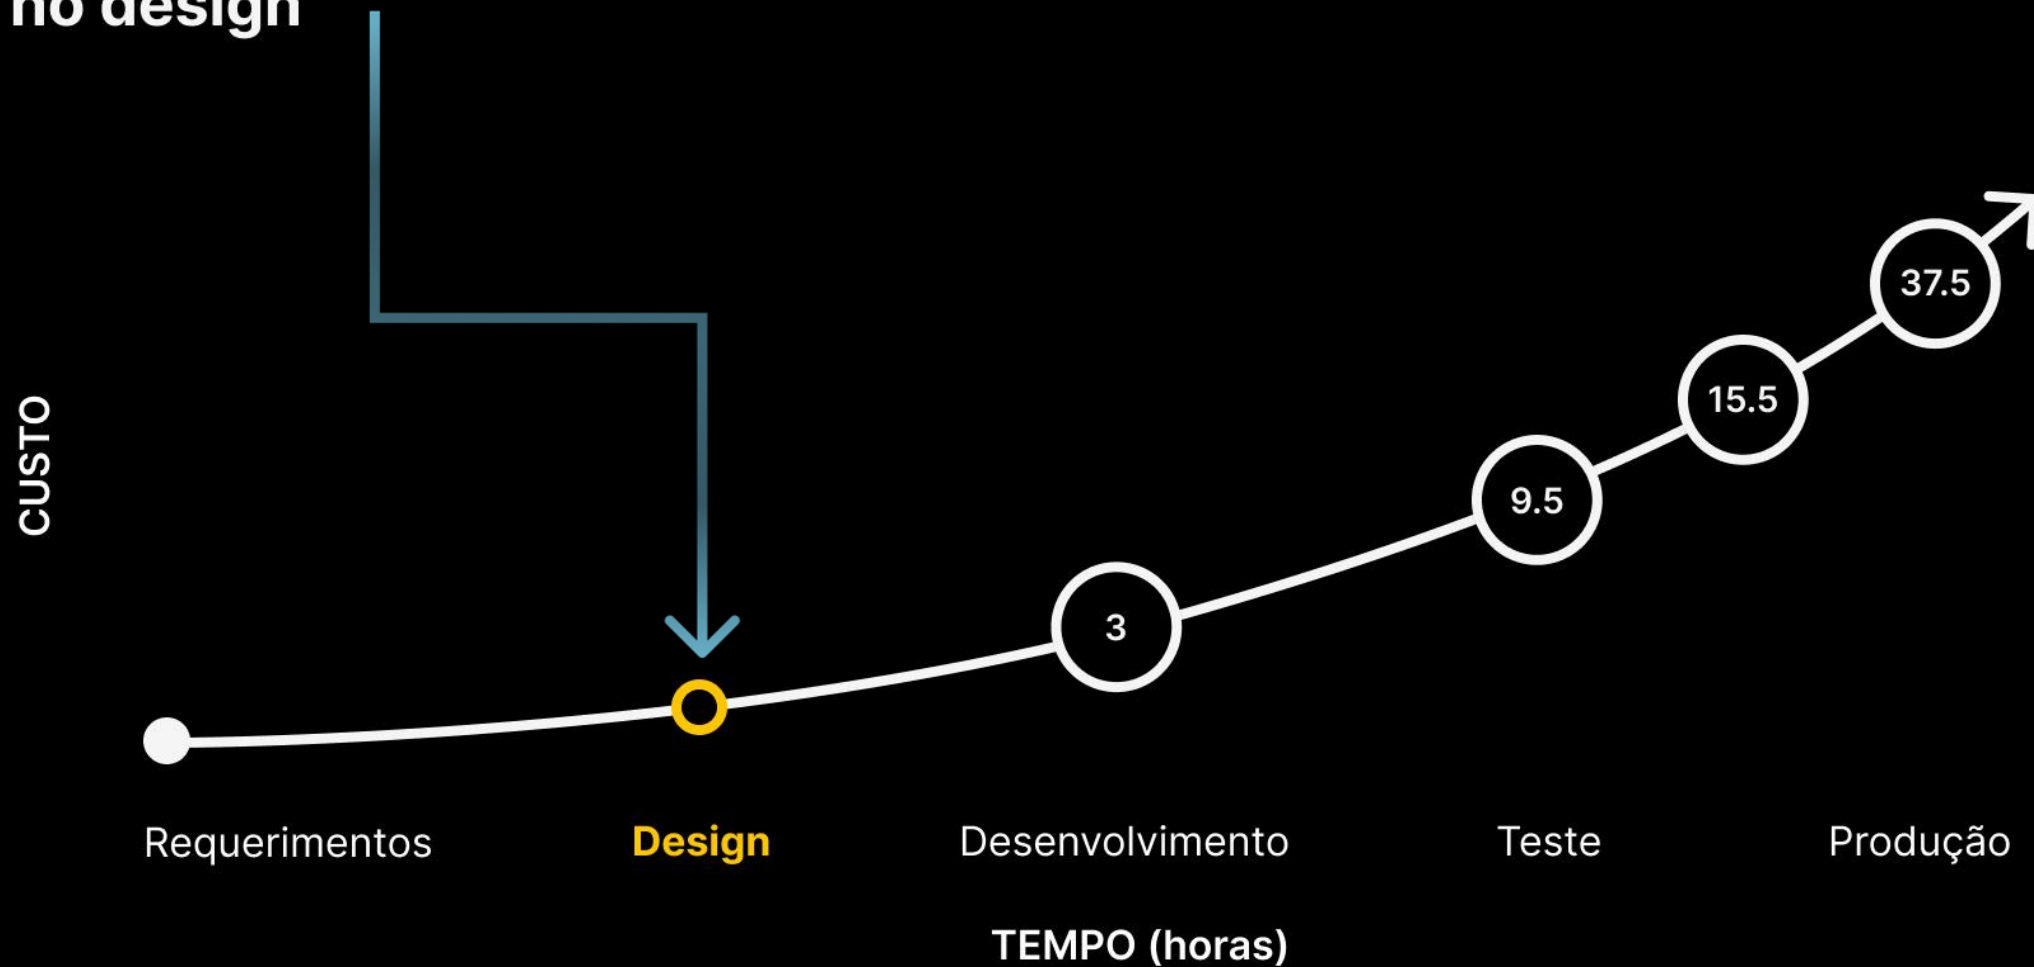 no design
CUSTO
37.5
15.5
9.5
3
Requerimentos
Design
Desenvolvimento
Teste
Produção
TEMPO (horas)